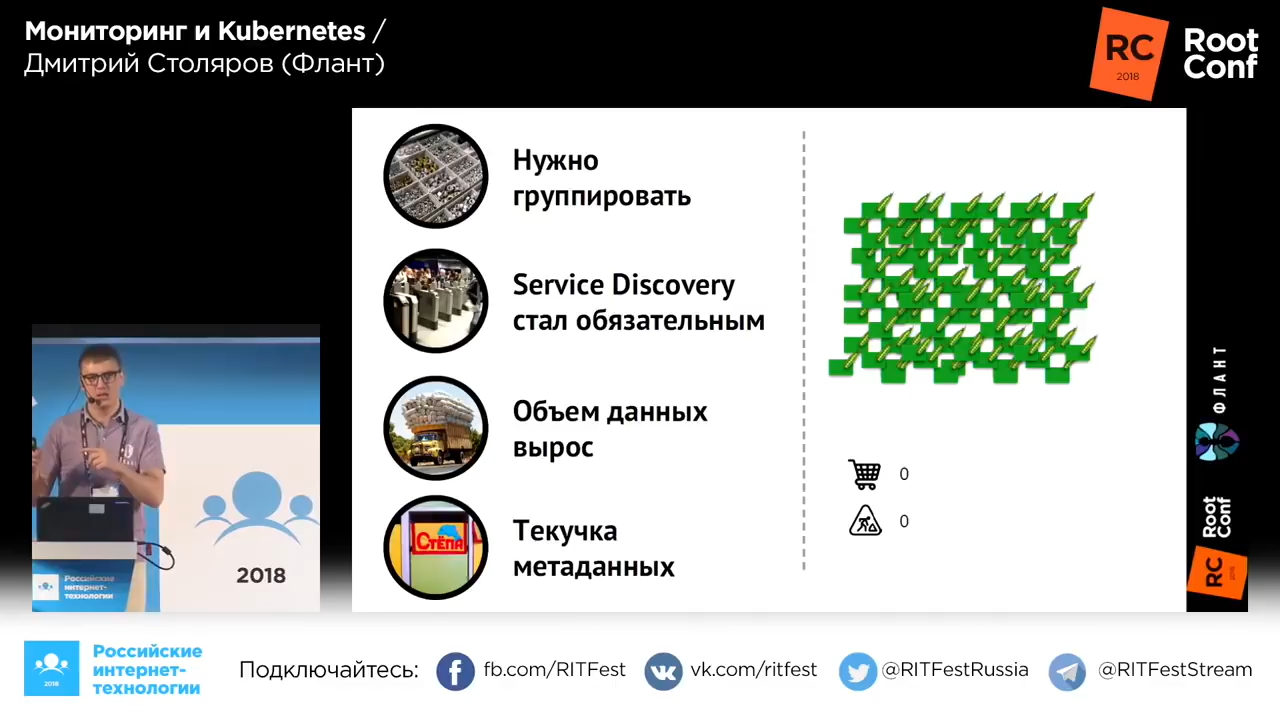 Мониторинг и Kubernetes /
Дмитрий Столяров (Флант)
RC
2018
Root
Conf
Нужно
группировать
Service Discovery
стал обязательным
Объем данных
вырос
СТЁПА
Текучка
метаданных
0
0
ФЛАНТ
Root
Conf
RC
2018
Российские
интернет-
технологии
2018
Российские
интернет-
технологии
2018
Подключайтесь:
fb.com/RITFest
vk.com/ritfest
@RITFestRussia
@RITFestStream